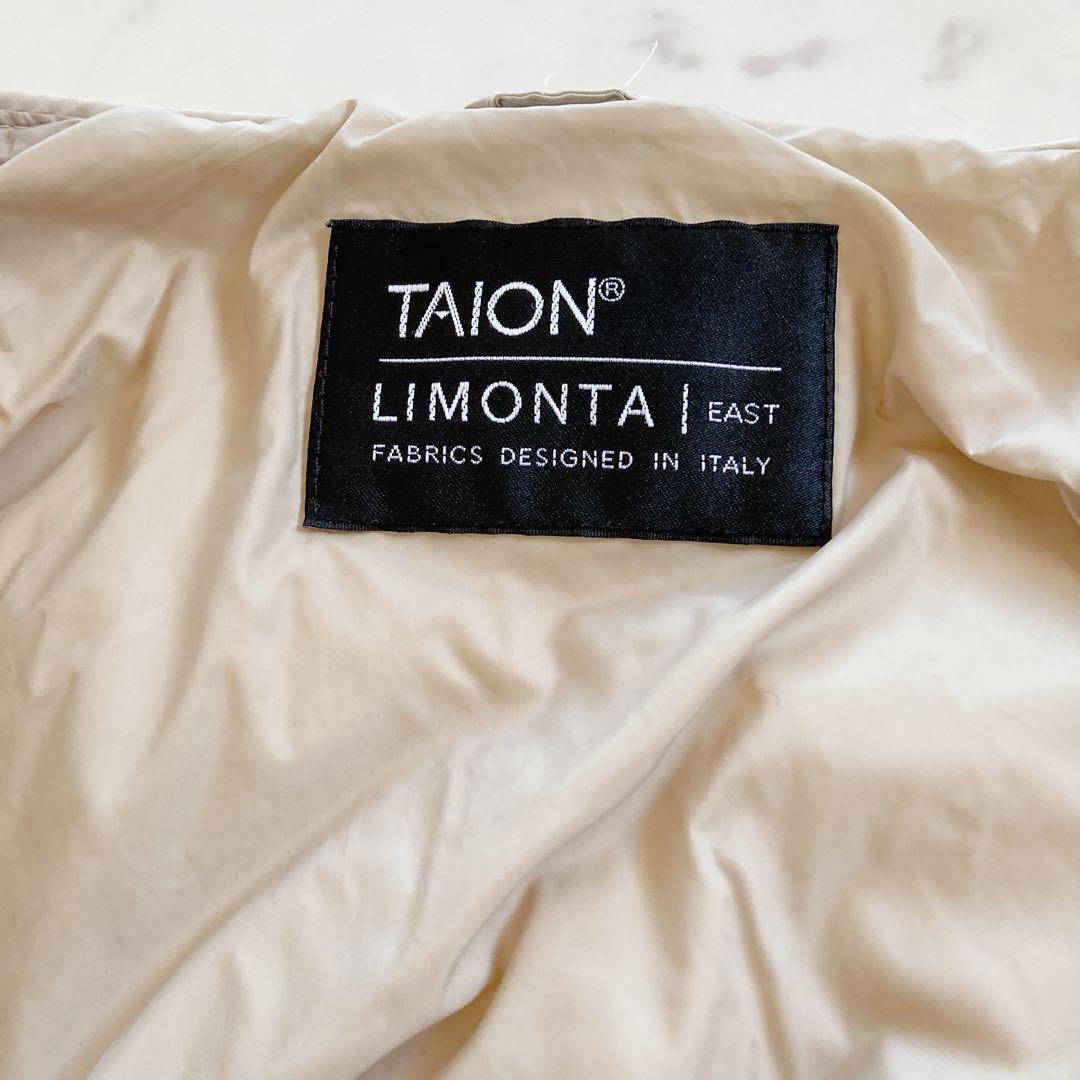 TAION®
LIMONTA | EAST
FABRICS DESIGNED IN ITALY